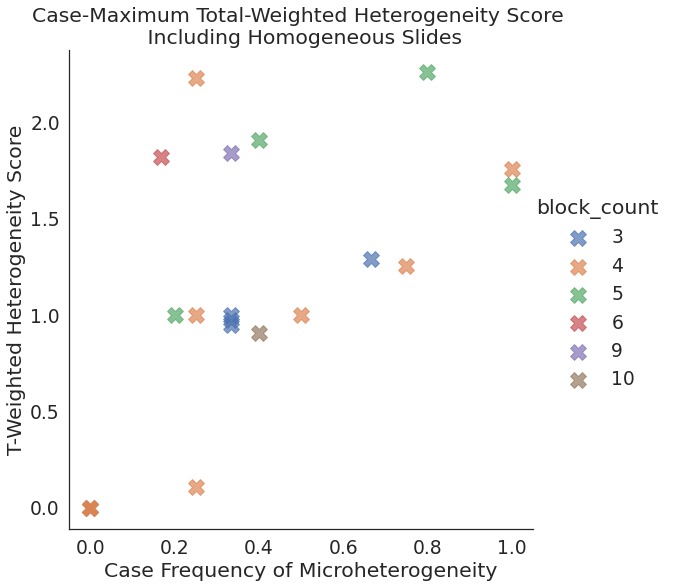 Case-Maximum Total-Weighted Heterogeneity Score
Including Homogeneous Slides
T-Weighted Heterogeneity Score
2.0
1.5
1.0
0.5
0.0
0.0 0.2 0.4 0.6 0.8 1.0
Case Frequency of Microheterogeneity
block_count
3
4
5
6
9
10